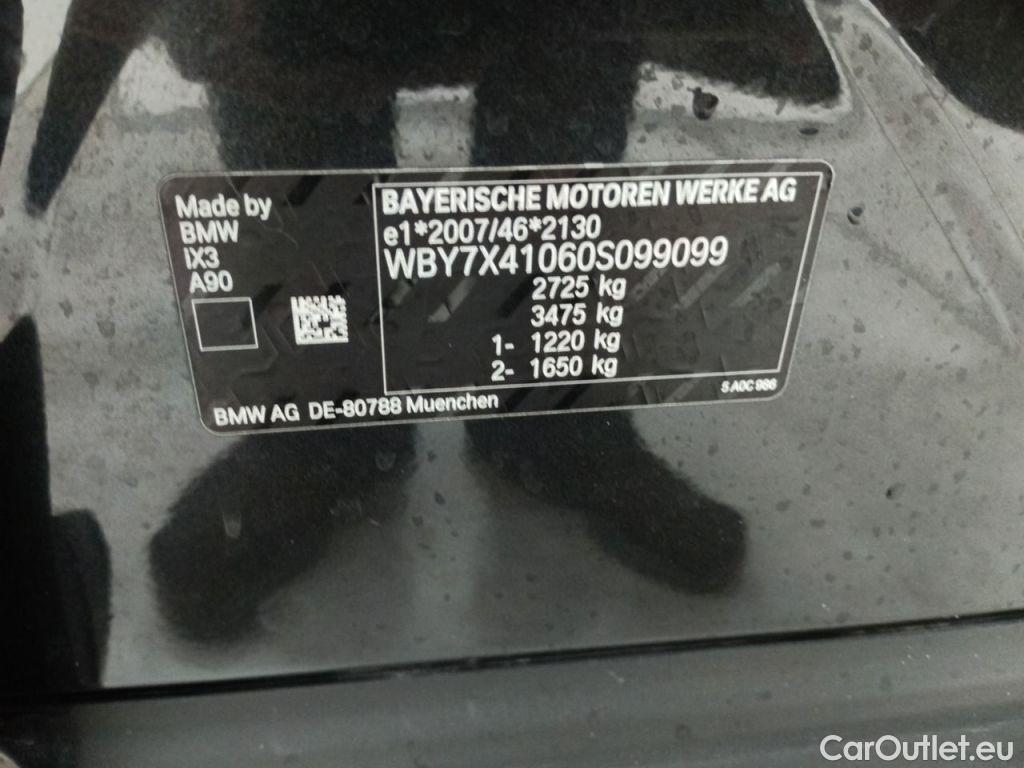 Made by
BMW
IX3
A90
BAYERISCHE MOTOREN WERKE AG
e1*2007/46*2130
WBY7X41060S099099
2725 kg
3475 kg
1- 1220 kg
2- 1650 kg
5 A0C 986
BMW AG DE-80788 Muenchen
CarOutlet.eu